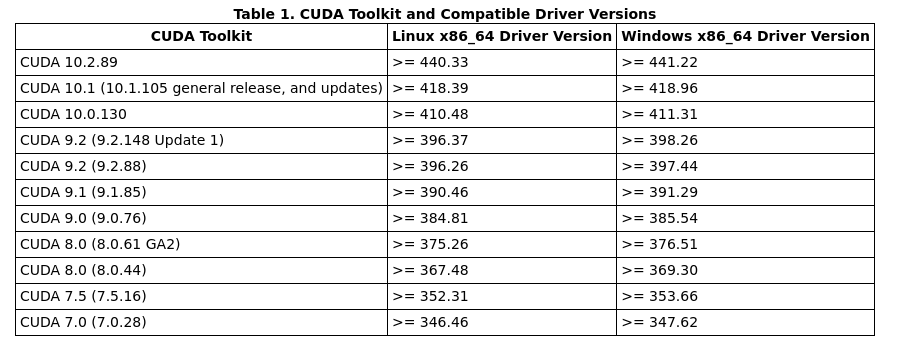 Table 1. CUDA Toolkit and Compatible Driver Versions
CUDA Toolkit Linux x86_64 Driver Version Windows x86_64 Driver Version
CUDA 10.2.89 >= 440.33 >= 441.22
CUDA 10.1 (10.1.105 general release, and updates) >= 418.39 >= 418.96
CUDA 10.0.130 >= 410.48 >= 411.31
CUDA 9.2 (9.2.148 Update 1) >= 396.37 >= 398.26
CUDA 9.2 (9.2.88) >= 396.26 >= 397.44
CUDA 9.1 (9.1.85) >= 390.46 >= 391.29
CUDA 9.0 (9.0.76) >= 384.81 >= 385.54
CUDA 8.0 (8.0.61 GA2) >= 375.26 >= 376.51
CUDA 8.0 (8.0.44) >= 367.48 >= 369.30
CUDA 7.5 (7.5.16) >= 352.31 >= 353.66
CUDA 7.0 (7.0.28) >= 346.46 >= 347.62